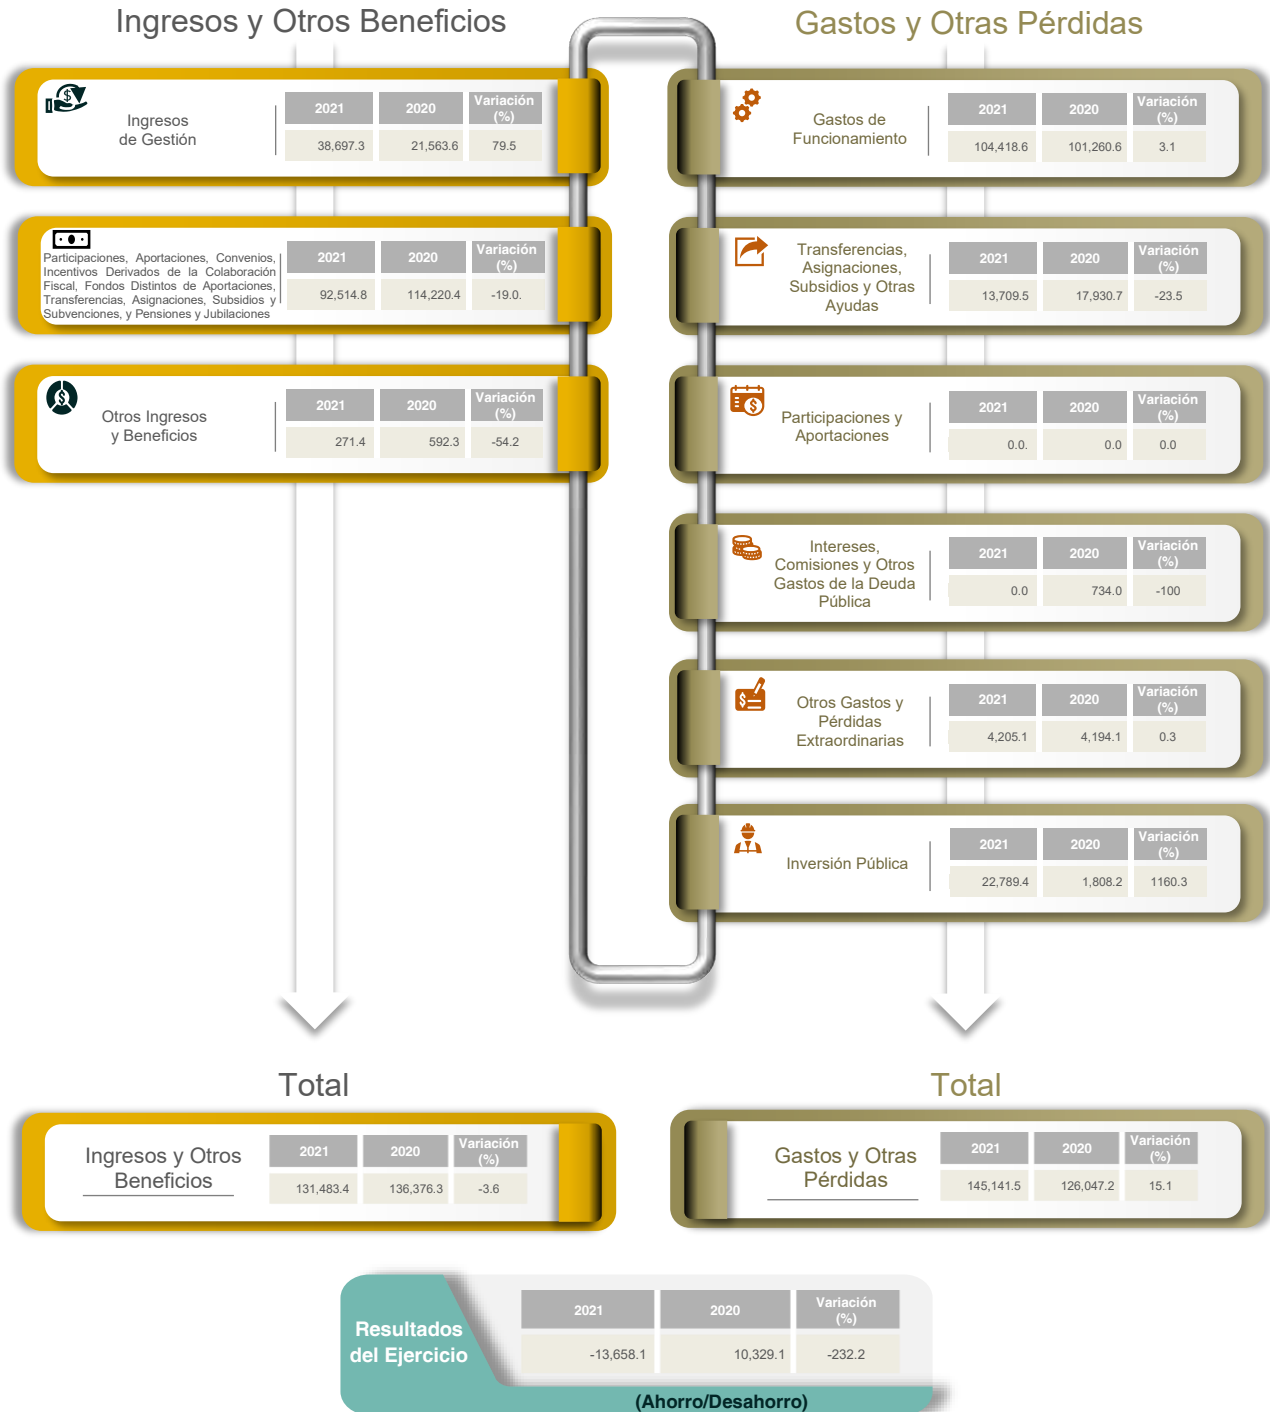 Ingresos y Otros Beneficios
Ingresos
de Gestión
2021 2020 Variación (%)
38,697.3 21,563.6 79.5
Participaciones, Aportaciones, Convenios,
Incentivos Derivados de la Colaboración
Fiscal, Fondos Distintos de Aportaciones,
Transferencias, Asignaciones, Subsidios y
Subvenciones, y Pensiones y Jubilaciones
2021 2020 Variación (%)
92,514.8 114,220.4 -19.0.
Otros Ingresos
y Beneficios
2021 2020 Variación (%)
271.4 592.3 -54.2
Gastos y Otras Pérdidas
Gastos de
Funcionamiento
2021 2020 Variación (%)
104,418.6 101,260.6 3.1
Transferencias,
Asignaciones,
Subsidios y Otras
Ayudas
2021 2020 Variación (%)
13,709.5 17,930.7 -23.5
Participaciones y
Aportaciones
2021 2020 Variación (%)
0.0. 0.0 0.0
Intereses,
Comisiones y Otros
Gastos de la Deuda
Pública
2021 2020 Variación (%)
0.0 734.0 -100
Otros Gastos y
Pérdidas
Extraordinarias
2021 2020 Variación (%)
4,205.1 4,194.1 0.3
Inversión Pública
2021 2020 Variación (%)
22,789.4 1,808.2 1160.3
Total
Ingresos y Otros
Beneficios
2021 2020 Variación (%)
131,483.4 136,376.3 -3.6
Total
Gastos y Otras
Pérdidas
2021 2020 Variación (%)
145,141.5 126,047.2 15.1
Resultados
del Ejercicio
2021 2020 Variación (%)
-13,658.1 10,329.1 -232.2
(Ahorro/Desahorro)